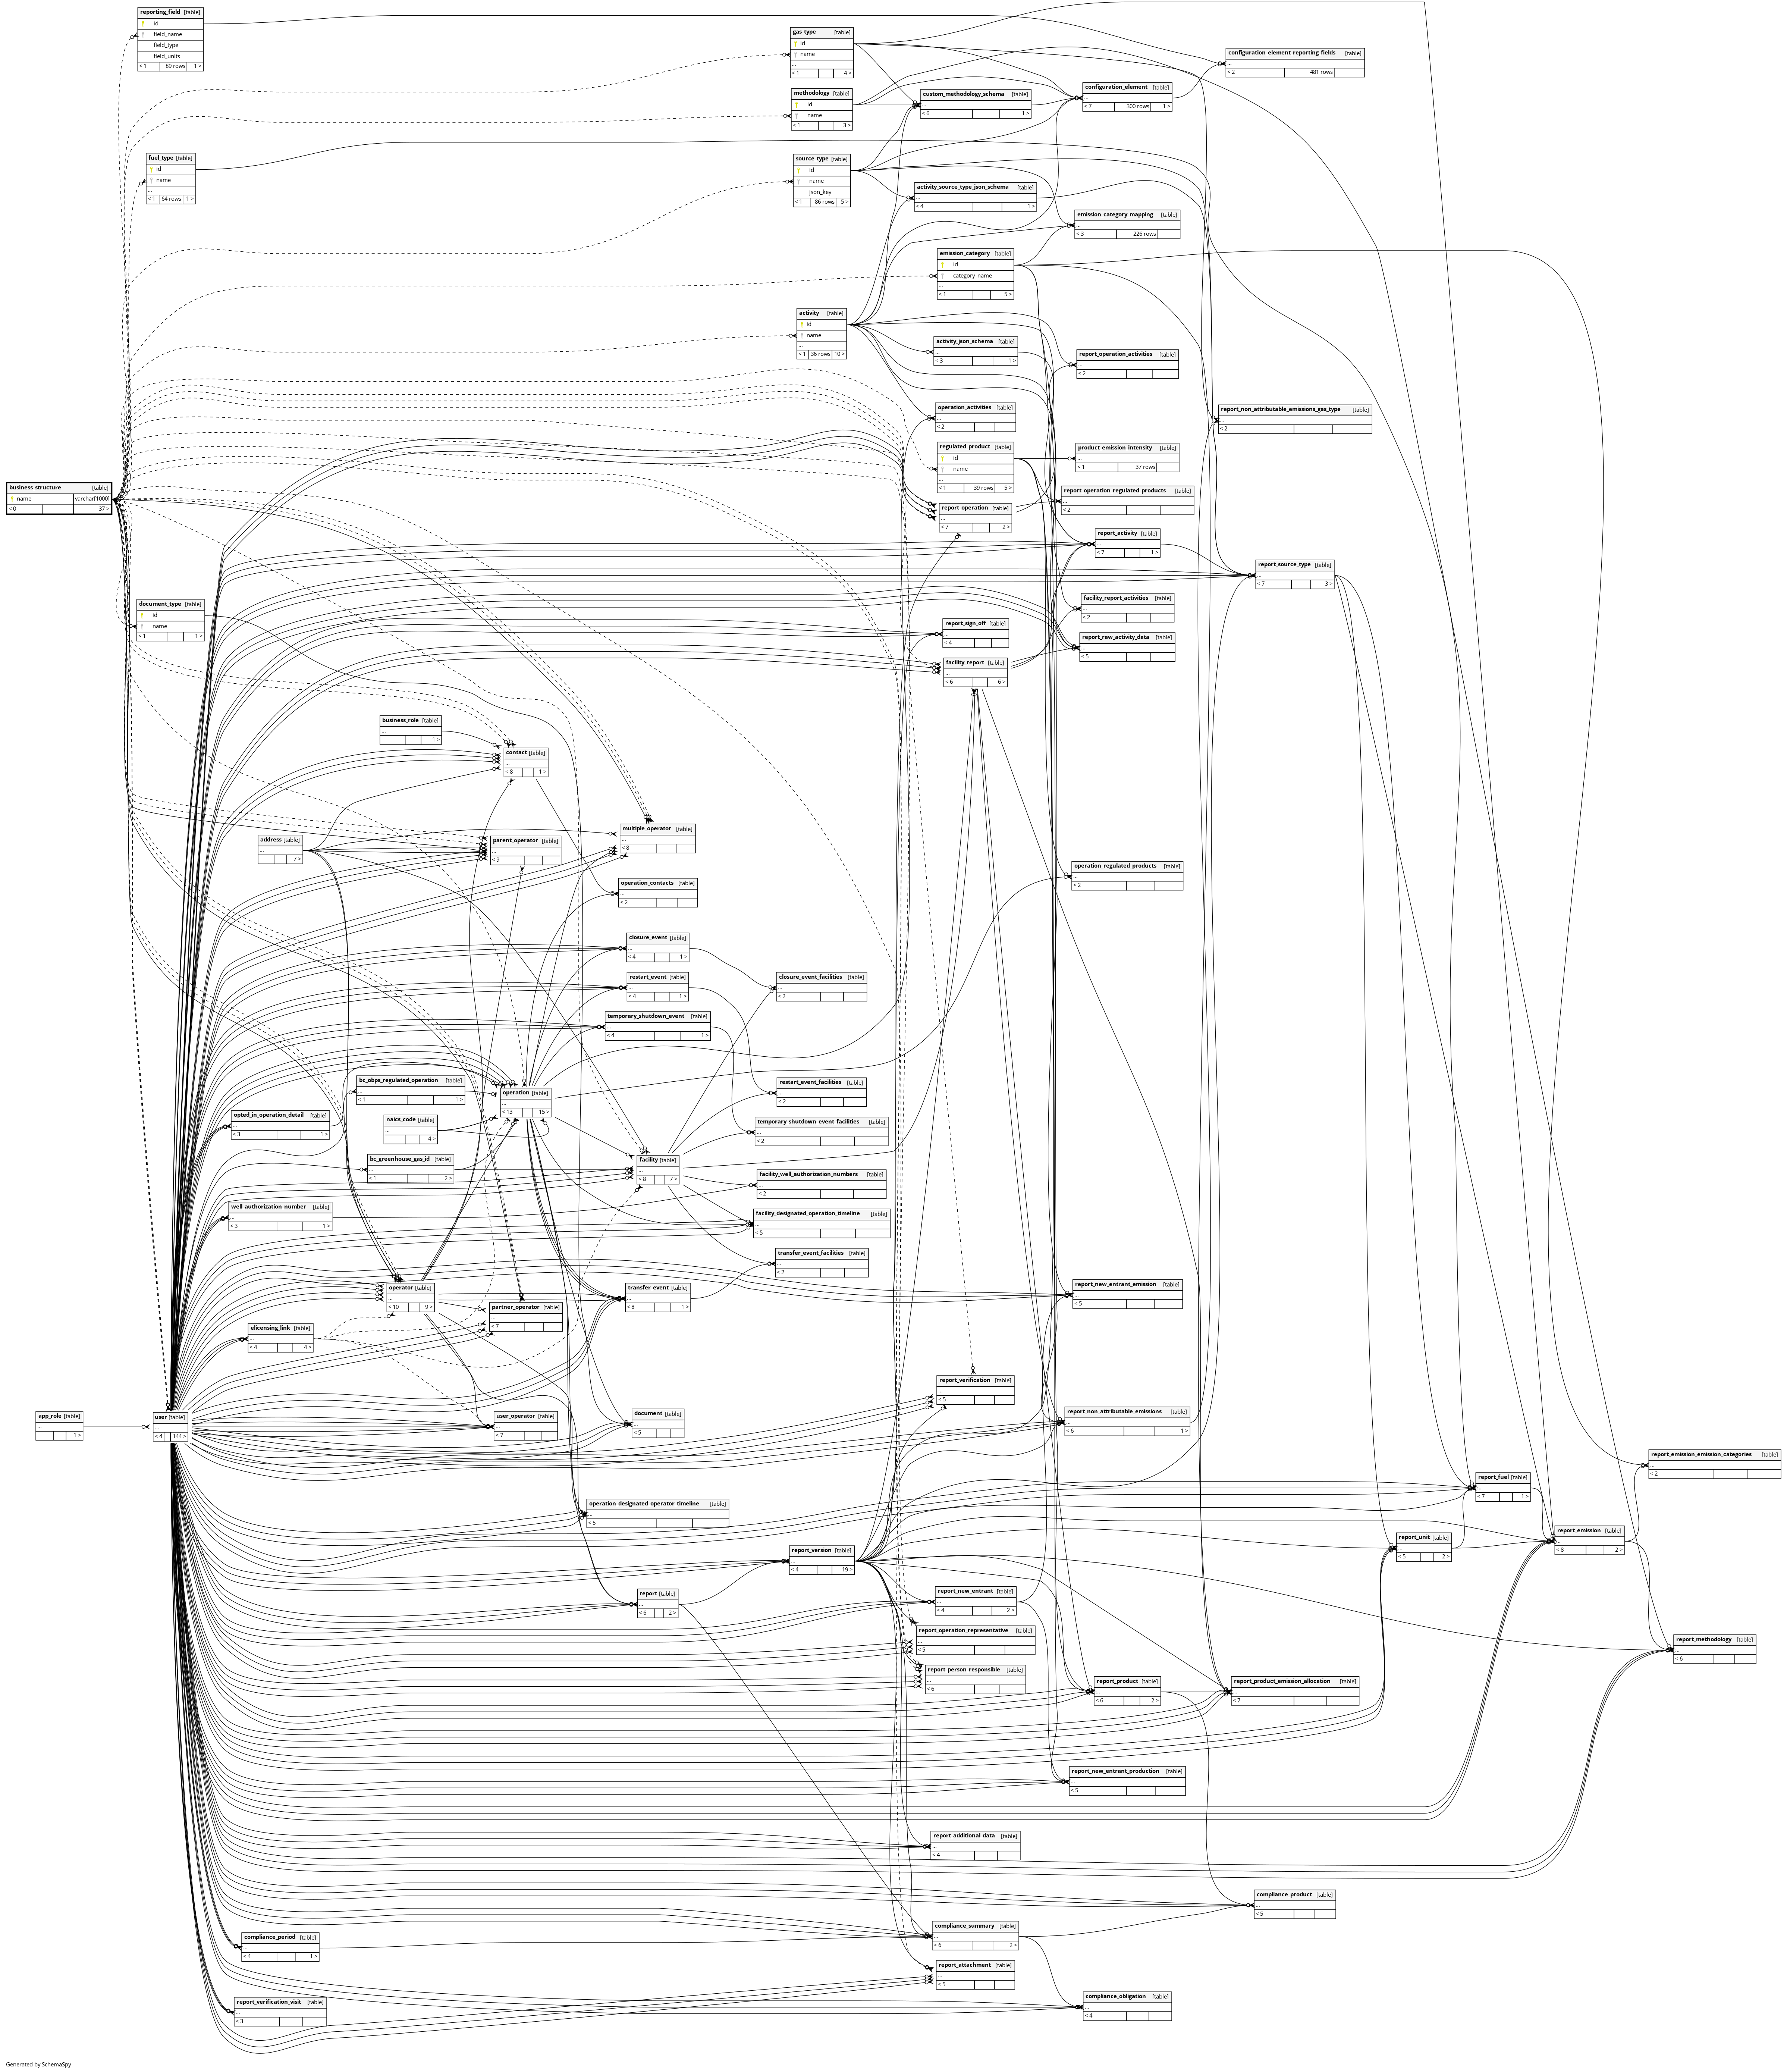 reporting_field [table]
id
field_name
field_type
field_units
< 1 89 rows 1 >
gas_type [table]
id
name
...
< 1 4 >
configuration_element_reporting_fields [table]
...
< 2 481 rows
methodology [table]
id
name
< 1 3 >
custom_methodology_schema [table]
...
< 6 1 >
configuration_element [table]
...
< 7 300 rows 1 >
fuel_type [table]
id
name
...
< 1 64 rows 1 >
source_type [table]
id
name
json_key
< 1 86 rows 5 >
activity_source_type_json_schema [table]
...
< 4 1 >
emission_category_mapping [table]
...
< 3 226 rows
emission_category [table]
id
category_name
...
< 1 5 >
activity [table]
id
name
...
< 1 36 rows 10 >
activity_json_schema [table]
...
< 3 1 >
report_operation_activities [table]
...
< 2
operation_activities [table]
...
< 2
report_non_attributable_emissions_gas_type [table]
...
< 2
regulated_product [table]
id
name
...
< 1 39 rows 5 >
product_emission_intensity [table]
...
< 1 37 rows
business_structure [table]
name varchar[1000]
< 0 37 >
report_operation_regulated_products [table]
...
< 2
report_operation [table]
...
< 7 2 >
report_activity [table]
...
< 7 1 >
report_source_type [table]
...
< 7 3 >
document_type [table]
id
name
< 1 1 >
facility_report_activities [table]
...
< 2
report_sign_off [table]
...
< 4
report_raw_activity_data [table]
...
< 5
facility_report [table]
...
< 6 6 >
business_role [table]
...
1 >
contact [table]
...
< 8 1 >
multiple_operator [table]
...
< 8
address [table]
...
7 >
parent_operator [table]
...
< 9
operation_regulated_products [table]
...
< 2
operation_contacts [table]
...
< 2
closure_event [table]
...
< 4 1 >
restart_event [table]
...
< 4 1 >
closure_event_facilities [table]
...
< 2
temporary_shutdown_event [table]
...
< 4 1 >
bc_obps_regulated_operation [table]
...
< 1 1 >
restart_event_facilities [table]
...
< 2
operation [table]
...
< 13 15 >
opted_in_operation_detail [table]
...
< 3 1 >
naics_code [table]
...
4 >
temporary_shutdown_event_facilities [table]
...
< 2
bc_greenhouse_gas_id [table]
...
< 1 2 >
facility [table]
...
< 8 7 >
facility_well_authorization_numbers [table]
...
< 2
well_authorization_number [table]
...
< 3 1 >
facility_designated_operation_timeline [table]
...
< 5
transfer_event_facilities [table]
...
< 2
operator [table]
...
< 10 9 >
transfer_event [table]
...
< 8 1 >
report_new_entrant_emission [table]
...
< 5
partner_operator [table]
...
< 7
elicensing_link [table]
...
< 4 4 >
report_verification [table]
...
< 5
app_role [table]
...
1 >
user [table]
...
< 4 144 >
user_operator [table]
...
< 7
document [table]
...
< 5
report_non_attributable_emissions [table]
...
< 6 1 >
report_emission_emission_categories [table]
...
< 2
report_fuel [table]
...
< 7 1 >
operation_designated_operator_timeline [table]
...
< 5
report_emission [table]
...
< 8 2 >
report_unit [table]
...
< 5 2 >
report_version [table]
...
< 4 19 >
report [table]
...
< 6 2 >
report_new_entrant [table]
...
< 4 2 >
report_operation_representative [table]
...
< 5
report_methodology [table]
...
< 6
report_person_responsible [table]
...
< 6
report_product [table]
...
< 6 2 >
report_product_emission_allocation [table]
...
< 7
report_new_entrant_production [table]
...
< 5
report_additional_data [table]
...
< 4
compliance_product [table]
...
< 5
compliance_summary [table]
...
< 6 2 >
compliance_period [table]
...
< 4 1 >
report_attachment [table]
...
< 5
compliance_obligation [table]
...
< 4
report_verification_visit [table]
...
< 3
Generated by SchemaSpy